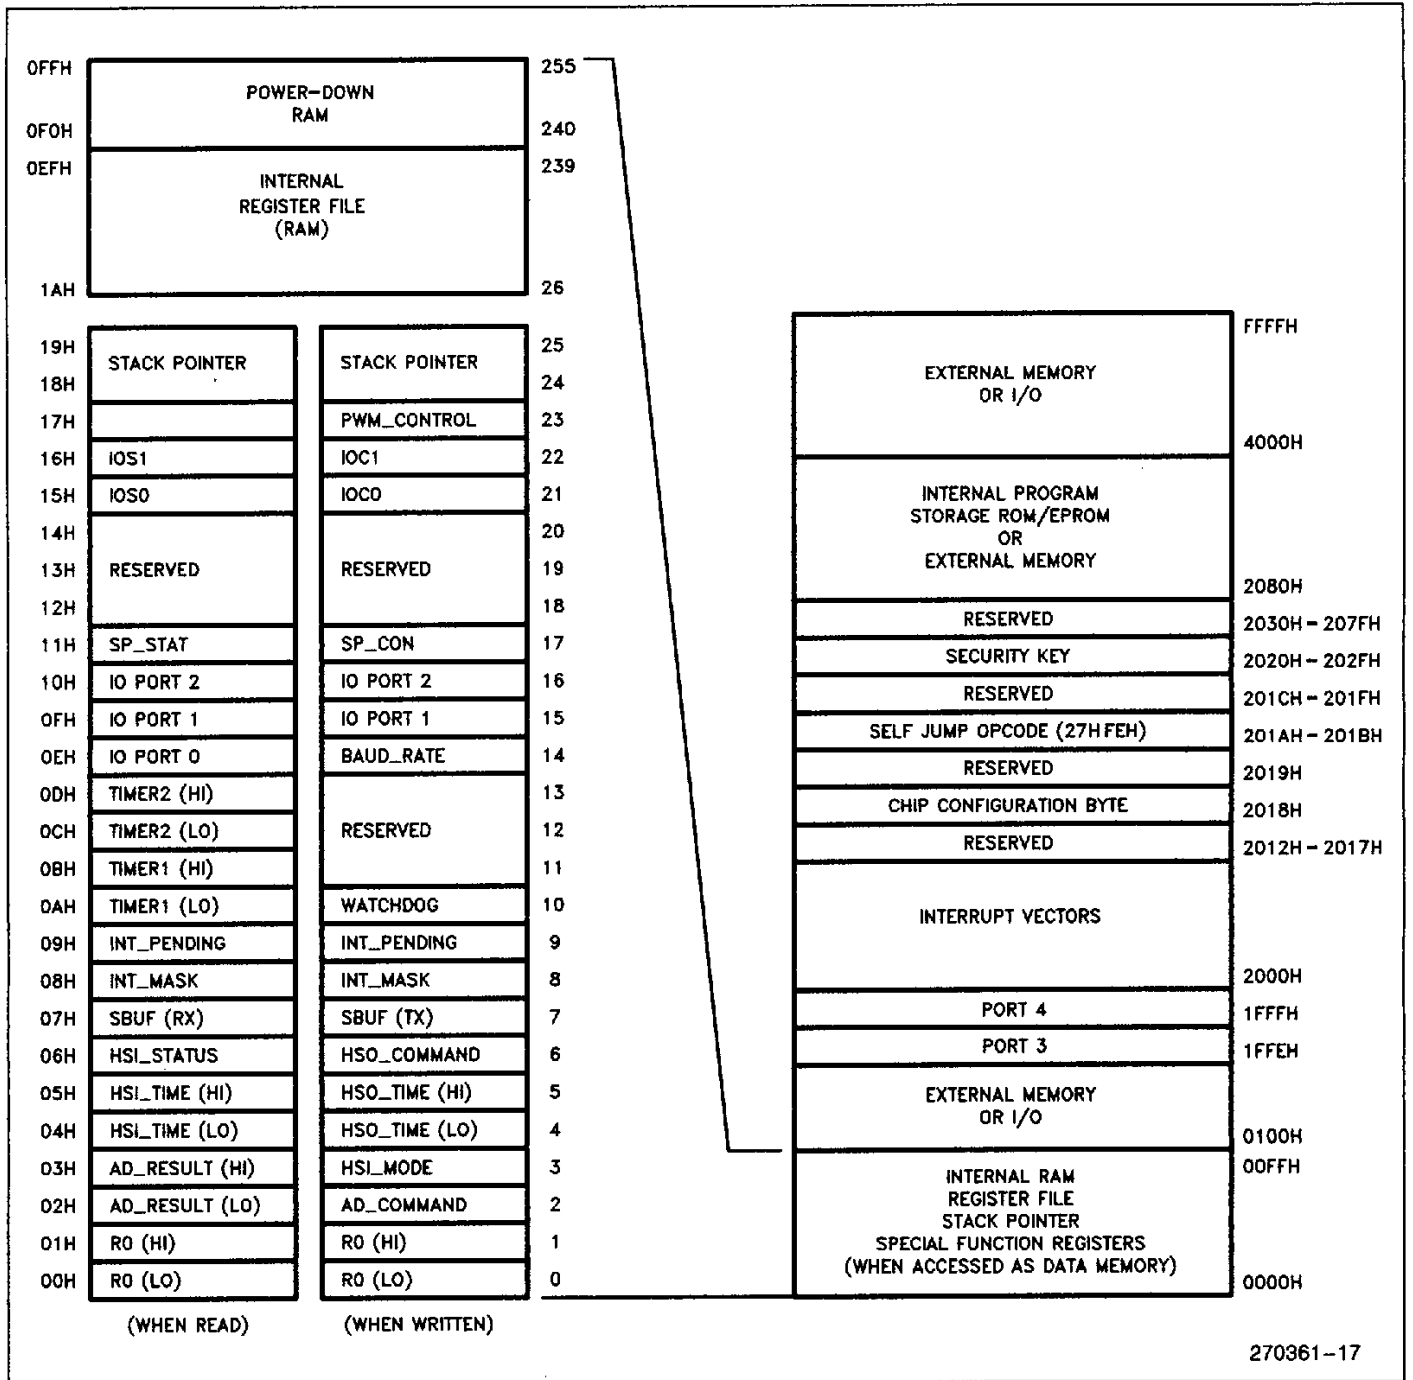 0FFH
255
POWER-DOWN
RAM
0F0H
240
0EFH
239
INTERNAL
REGISTER FILE
(RAM)
1AH
26
19H
STACK POINTER
STACK POINTER
25
18H
24
17H
PWM_CONTROL
23
16H
IOS1
IOC1
22
15H
IOS0
IOC0
21
14H
20
13H
RESERVED
RESERVED
19
12H
18
11H
SP_STAT
SP_CON
17
10H
IO PORT 2
IO PORT 2
16
0FH
IO PORT 1
IO PORT 1
15
0EH
IO PORT 0
BAUD_RATE
14
0DH
TIMER2 (HI)
13
0CH
TIMER2 (LO)
RESERVED
12
0BH
TIMER1 (HI)
11
0AH
TIMER1 (LO)
WATCHDOG
10
09H
INT_PENDING
INT_PENDING
9
08H
INT_MASK
INT_MASK
8
07H
SBUF (RX)
SBUF (TX)
7
06H
HSI_STATUS
HSO_COMMAND
6
05H
HSI_TIME (HI)
HSO_TIME (HI)
5
04H
HSI_TIME (LO)
HSO_TIME (LO)
4
03H
AD_RESULT (HI)
HSI_MODE
3
02H
AD_RESULT (LO)
AD_COMMAND
2
01H
R0 (HI)
R0 (HI)
1
00H
R0 (LO)
R0 (LO)
0
(WHEN READ)
(WHEN WRITTEN)
FFFFH
EXTERNAL MEMORY
OR I/O
4000H
INTERNAL PROGRAM
STORAGE ROM/EPROM
OR
EXTERNAL MEMORY
2080H
RESERVED
2030H - 207FH
SECURITY KEY
2020H - 202FH
RESERVED
201CH - 201FH
SELF JUMP OPCODE (27H FEH)
201AH - 201BH
RESERVED
2019H
CHIP CONFIGURATION BYTE
2018H
RESERVED
2012H - 2017H
INTERRUPT VECTORS
2000H
PORT 4
1FFFH
PORT 3
1FFEH
EXTERNAL MEMORY
OR I/O
0100H
00FFH
INTERNAL RAM
REGISTER FILE
STACK POINTER
SPECIAL FUNCTION REGISTERS
(WHEN ACCESSED AS DATA MEMORY)
0000H
270361-17